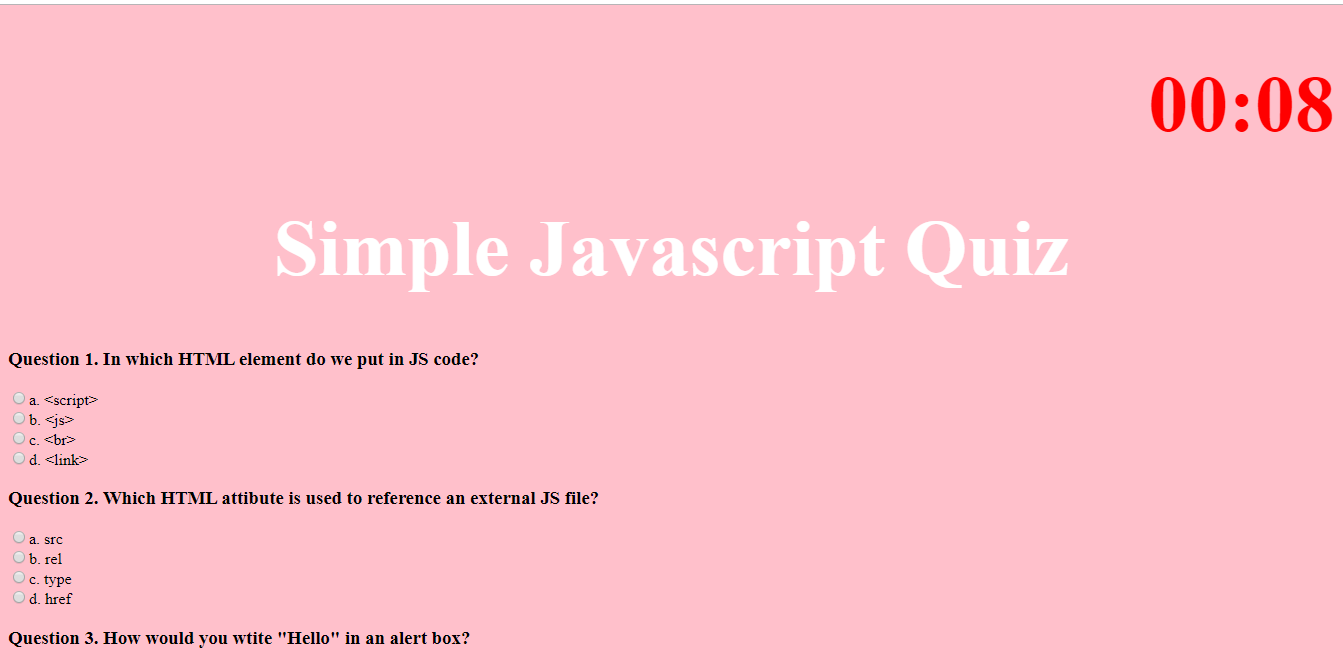 00:08
Simple Javascript Quiz
Question 1. In which HTML element do we put in JS code?
a. <script>
b. <js>
c. <br>
d. <link>
Question 2. Which HTML attibute is used to reference an external JS file?
a. src
b. rel
c. type
d. href
Question 3. How would you wtite "Hello" in an alert box?